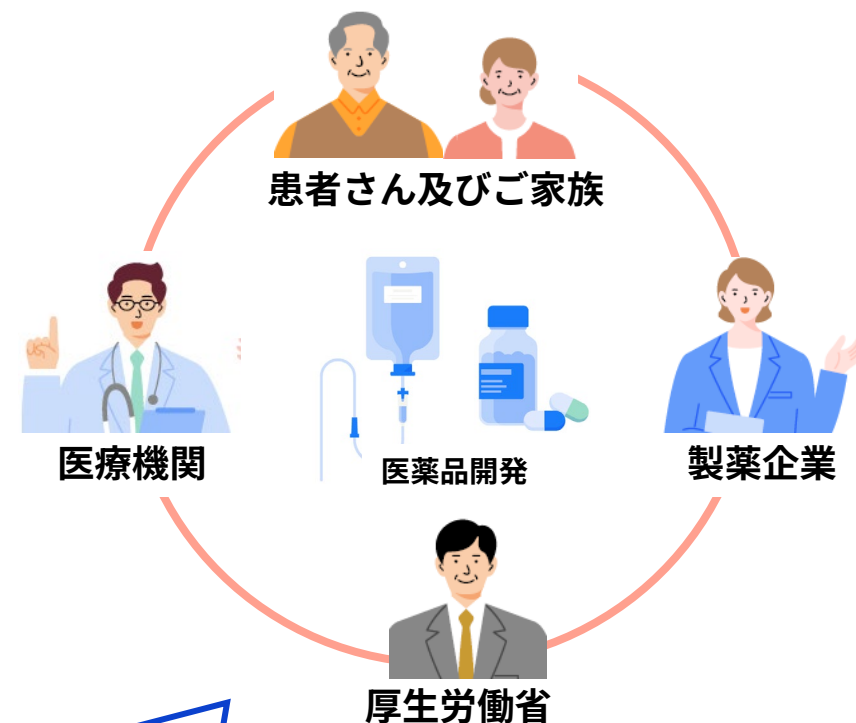 患者さん及びご家族
医療機関
医薬品開発
製薬企業
厚生労働省